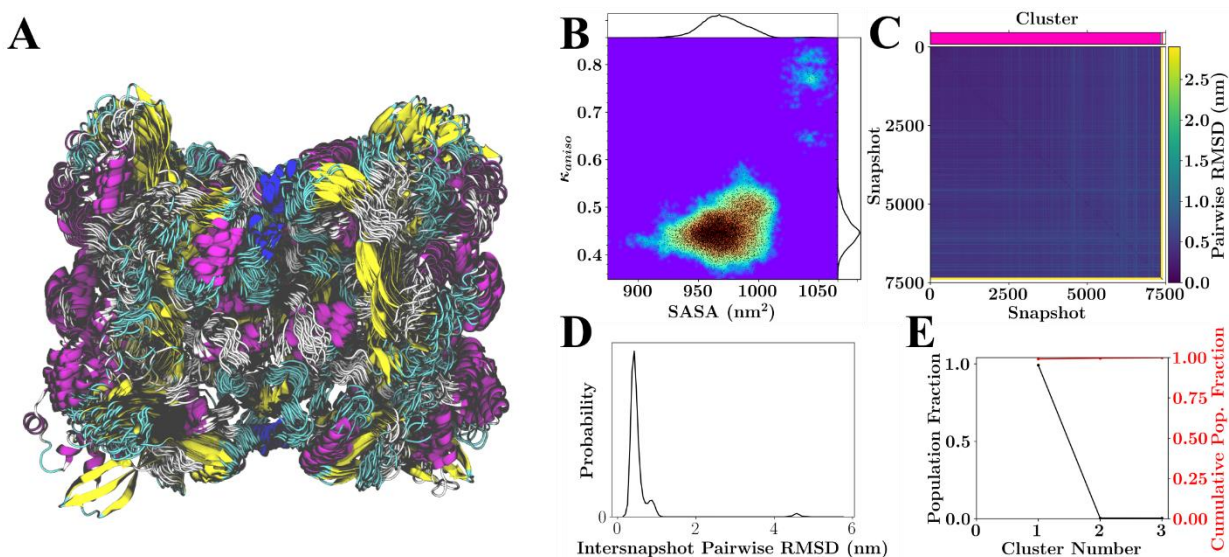 A
B
κaniso
0.8
0.7
0.6
0.5
0.4
900
950
1000
1050
SASA (nm²)
C
Cluster
Snapshot
0
2500
5000
7500
0
2500
5000
7500
Snapshot
2.5
2.0
1.5
1.0
0.5
0.0
Pairwise RMSD (nm)
D
Probability
0
0
2
4
6
Intersnapshot Pairwise RMSD (nm)
E
Population Fraction
1.0
0.5
0.0
0
1
2
3
Cluster Number
1.00
0.75
0.50
0.25
0.00
Cumulative Pop. Fraction